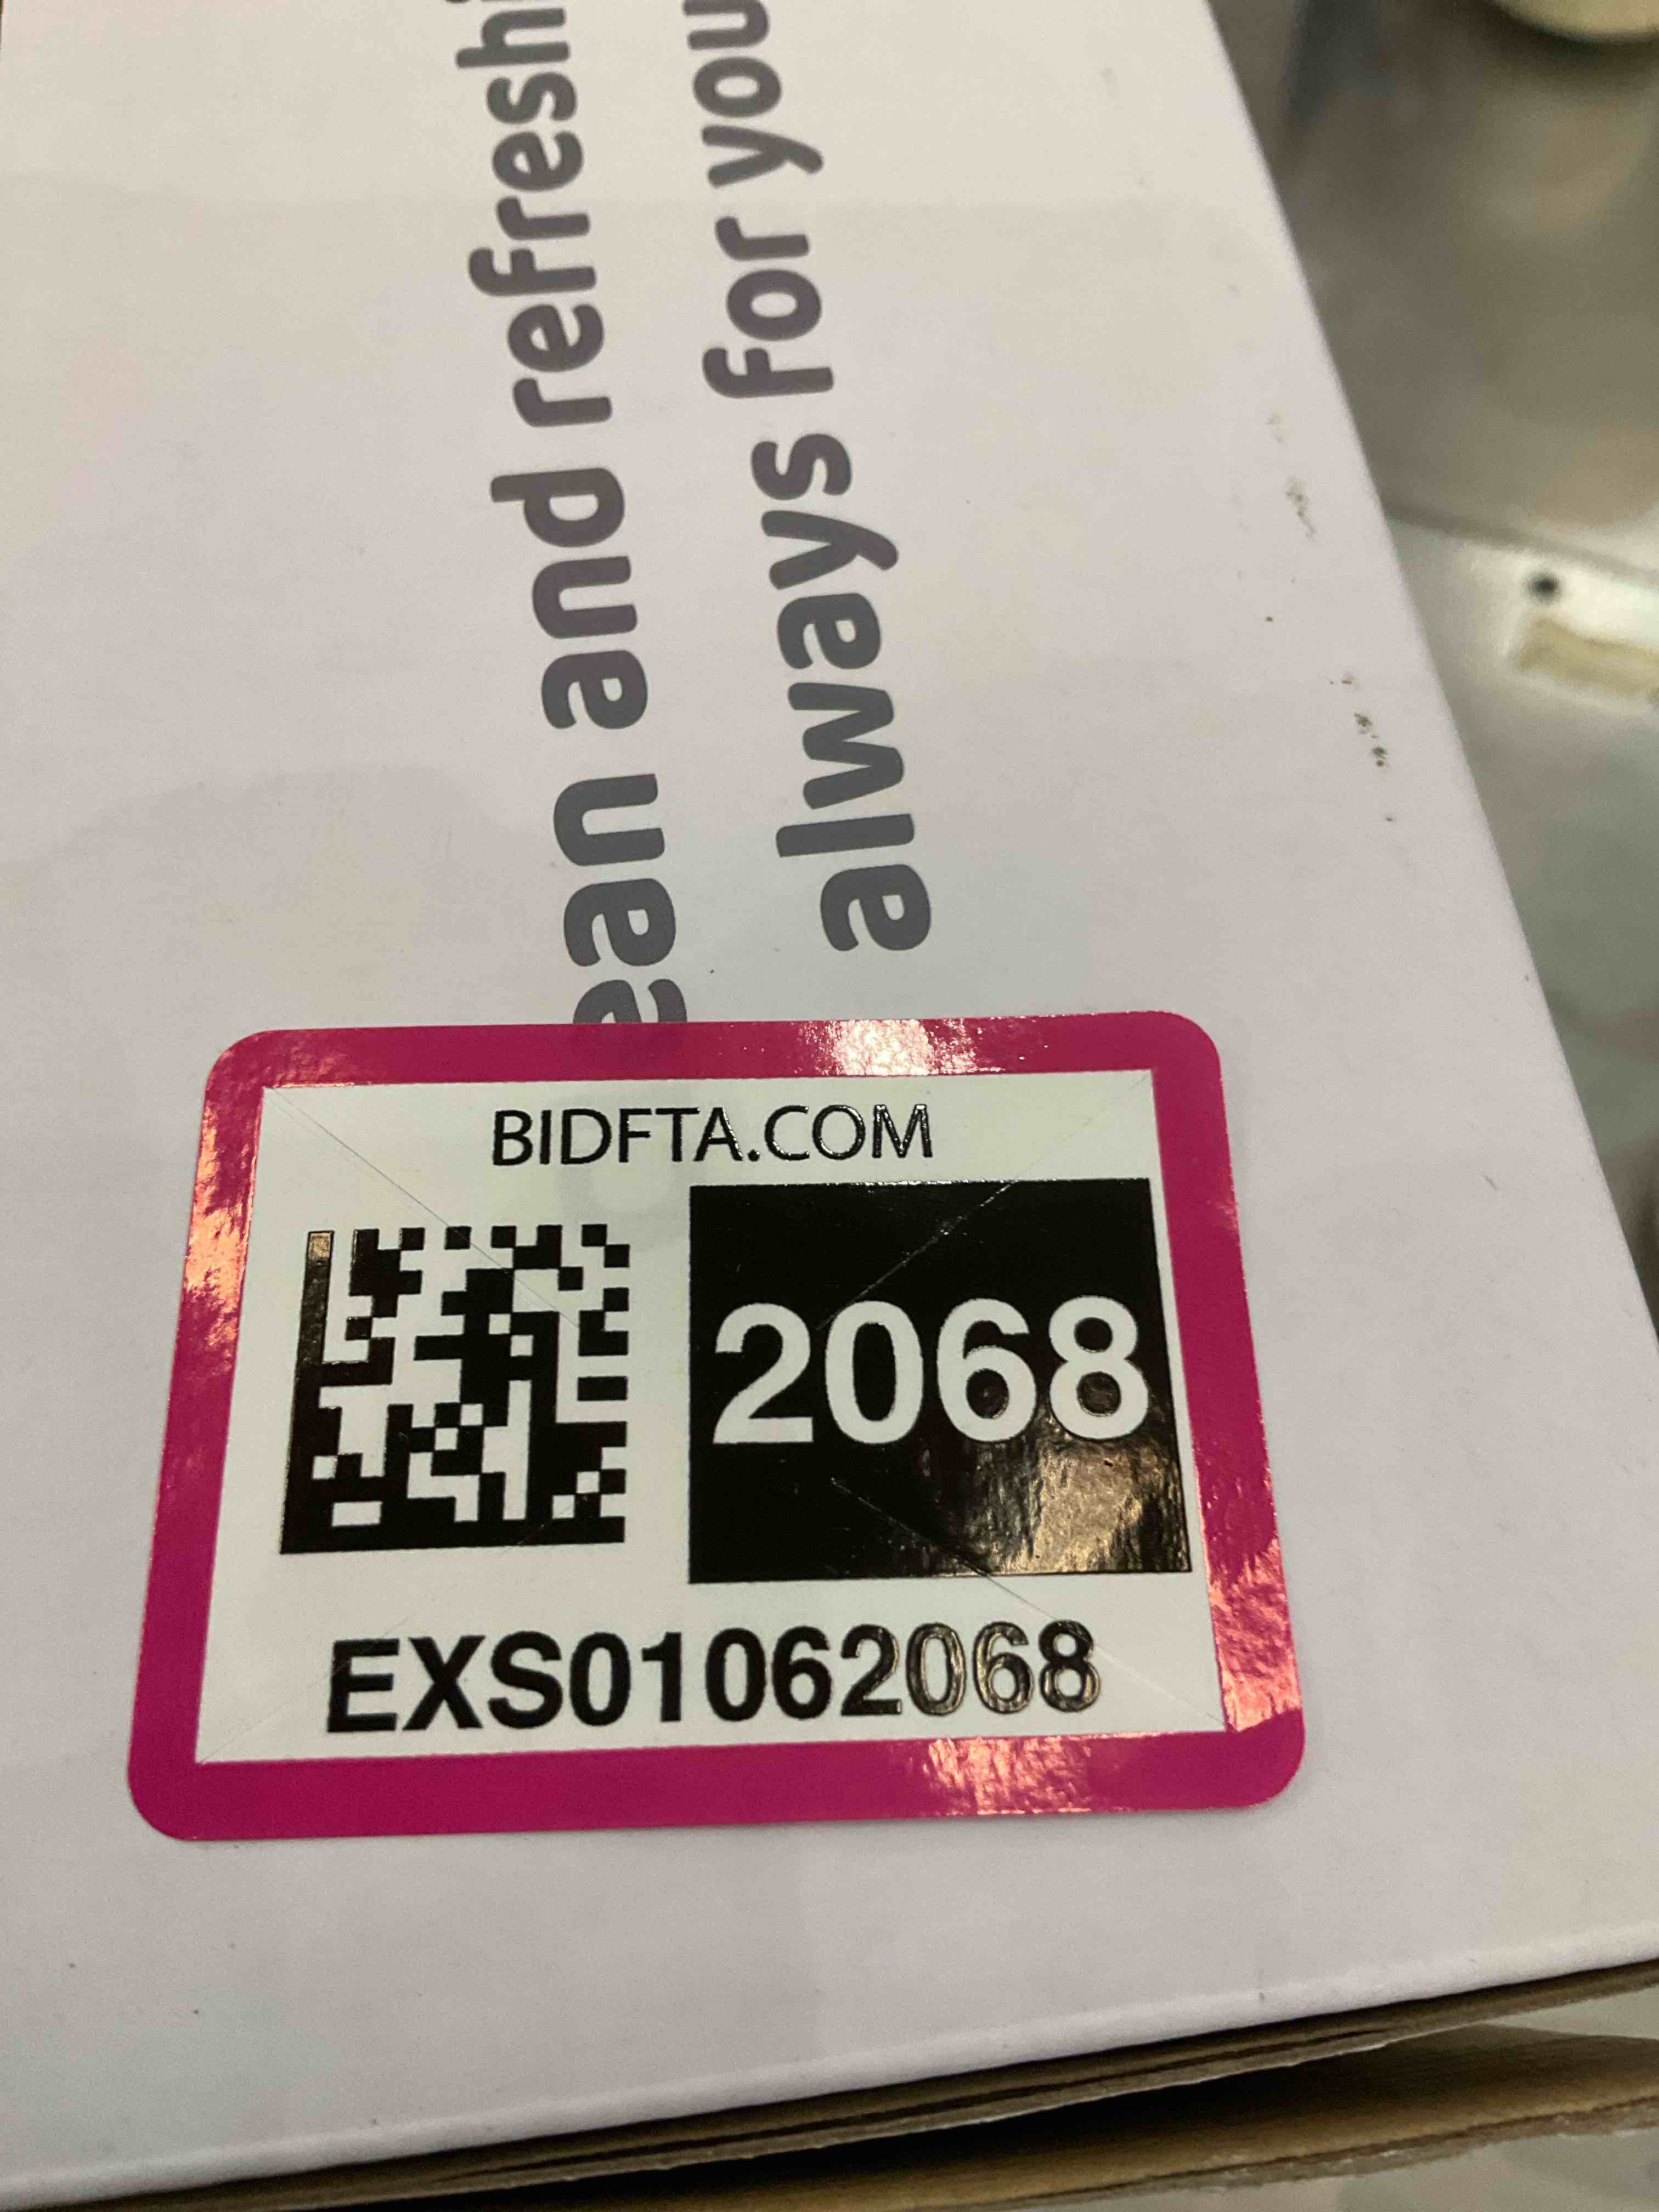 ean and refreshi
always for you
BIDFTA.COM
2068
EXS01062068